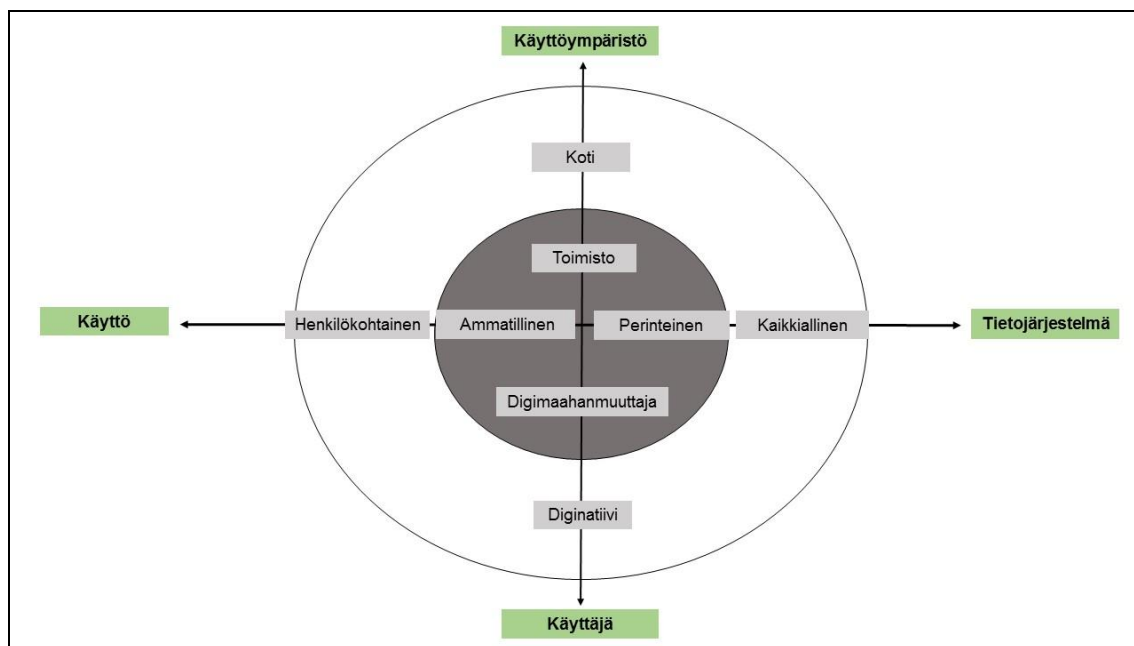 Käyttöympäristö
Koti
Toimisto
Käyttö
Henkilökohtainen
Ammatillinen
Perinteinen
Kaikkiallinen
Tietojärjestelmä
Digimaahanmuuttaja
Diginatiivi
Käyttäjä